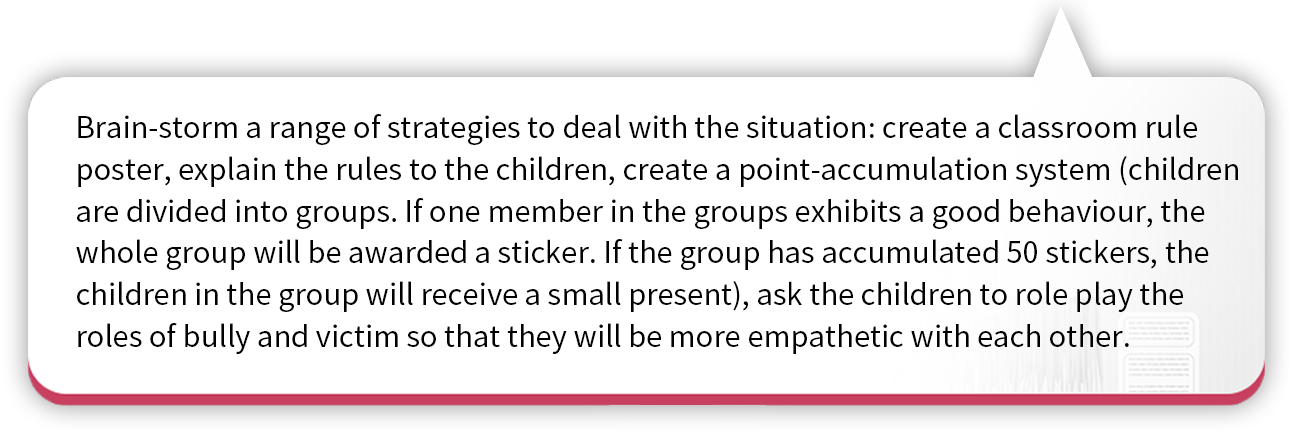 Brain-storm a range of strategies to deal with the situation: create a classroom rule
poster, explain the rules to the children, create a point-accumulation system (children
are divided into groups. If one member in the groups exhibits a good behaviour, the
whole group will be awarded a sticker. If the group has accumulated 50 stickers, the
children in the group will receive a small present), ask the children to role play the
roles of bully and victim so that they will be more empathetic with each other.